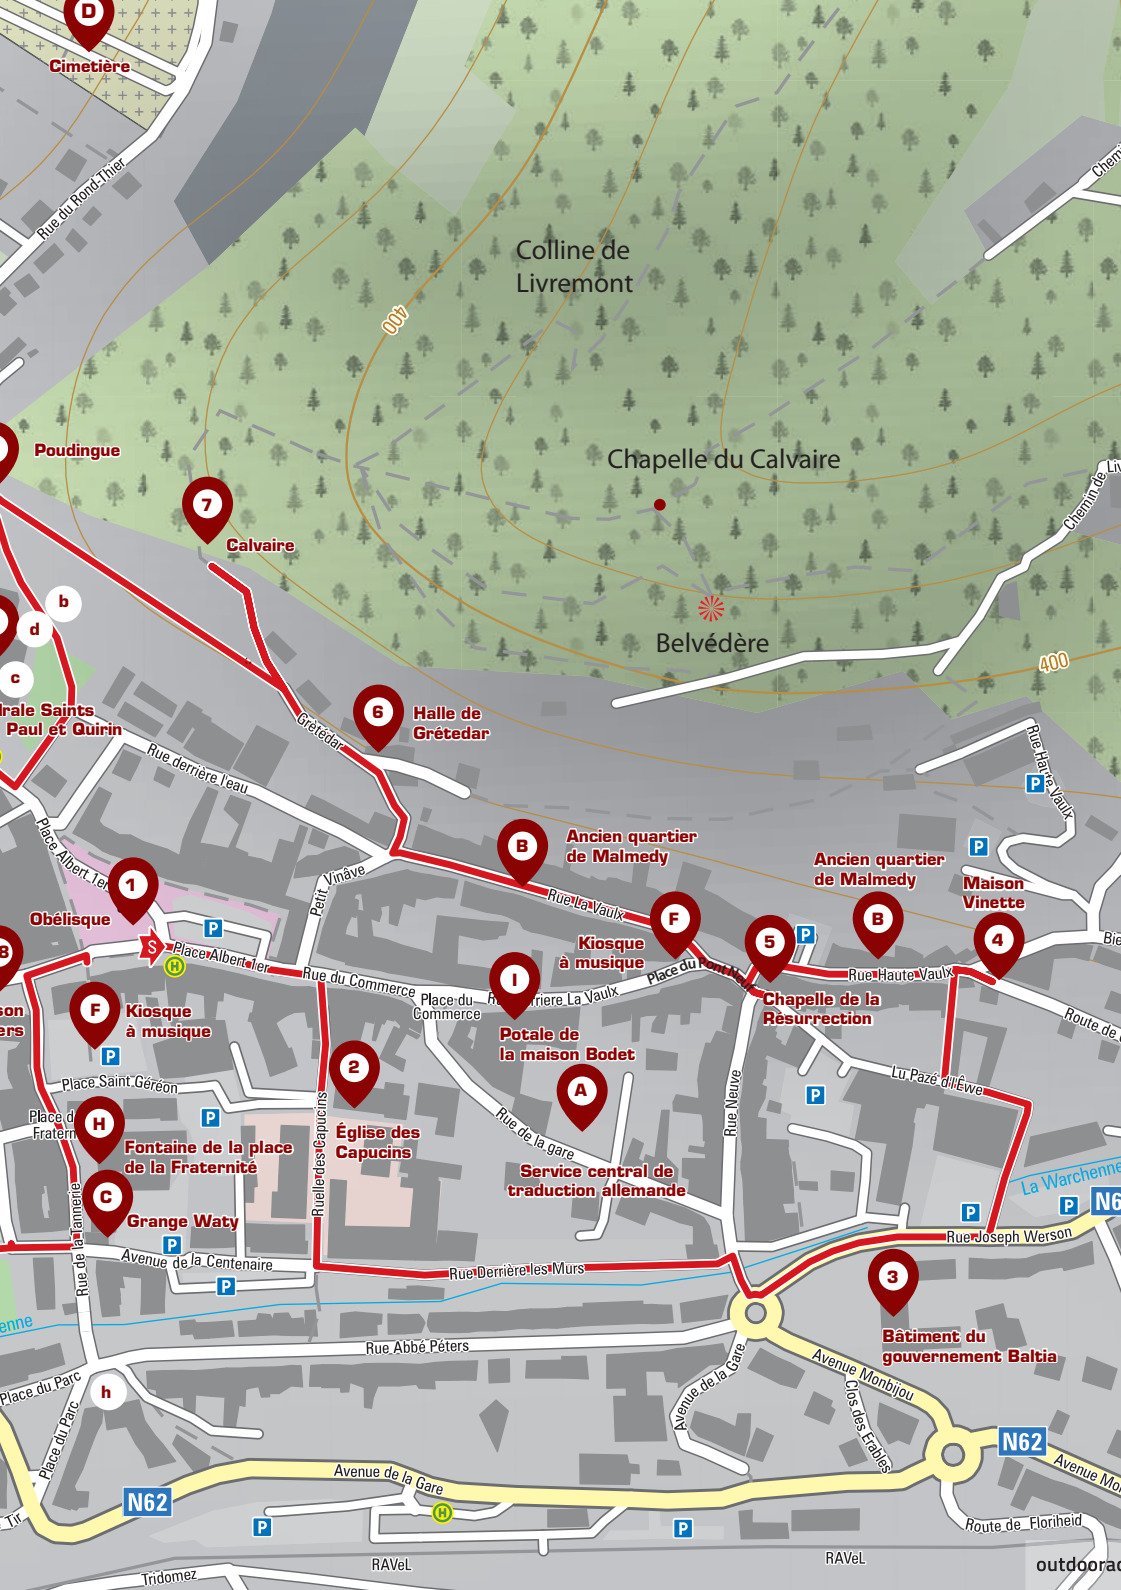 D
Cimetière
Rue du Rond-Thier
Colline de
Livremont
400
Chapelle du Calvaire
Poudingue
7
Calvaire
b
d
c
Belvédère
400
drale Saints
Paul et Quirin
6
Halle de
Grétedar
Grétedar
Rue derrière l'eau
Rue Haute Vaulx
P
P
Place Albert 1er
1
Obélisque
Petit Vinâve
B
Ancien quartier
de Malmedy
Rue La Vaulx
F
Kiosque
à musique
Ancien quartier
de Malmedy
B
Maison
Vinette
4
5
P
P
S
H
Place Albert 1er
Rue du Commerce
Place du
Commerce
I
Place du Pont Neuf
Rue Haute Vaulx
Chapelle de la
Résurrection
Potale de
la maison Bodet
F
Kiosque
à musique
P
Place Saint Géréon
2
Église des
Capucins
A
Service central de
traduction allemande
Rue de la gare
Rue Neuve
Lu Pazé d'l Êwe
P
H
Fontaine de la place
de la Fraternité
P
C
Grange Waty
P
Avenue de la Centenaire
P
Rue de la Tannerie
Ruelle des Capucins
Rue Derrière les Murs
La Warchenne
P
P
Rue Joseph Werson
3
Bâtiment du
gouvernement Baltia
Rue Abbé Péters
Place du Parc
h
Place du Parc
Avenue de la Gare
Avenue Monbijou
Clos des Erables
N62
N62
Avenue de la Gare
H
P
P
Route de Floriheid
RAVeL
RAVeL
Tridomez